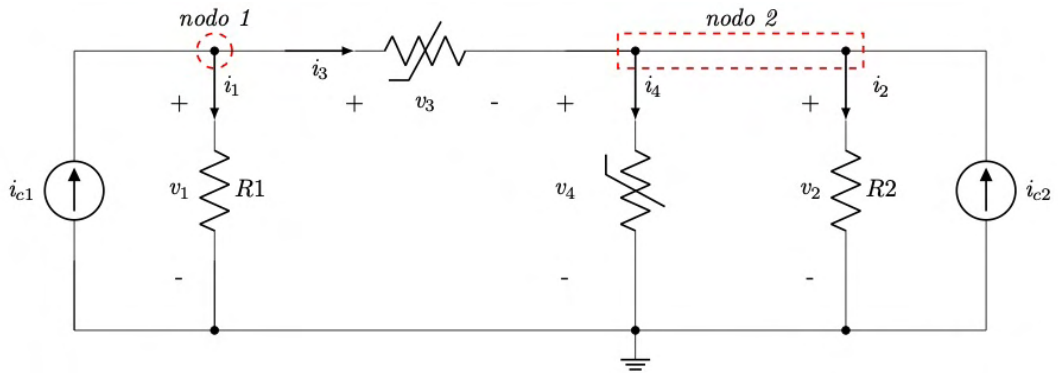 nodo 1
nodo 2
i3
i1
i4
i2
+
+
v3
-
+
+
ic1
v1
R1
v4
v2
R2
ic2
-
-
-